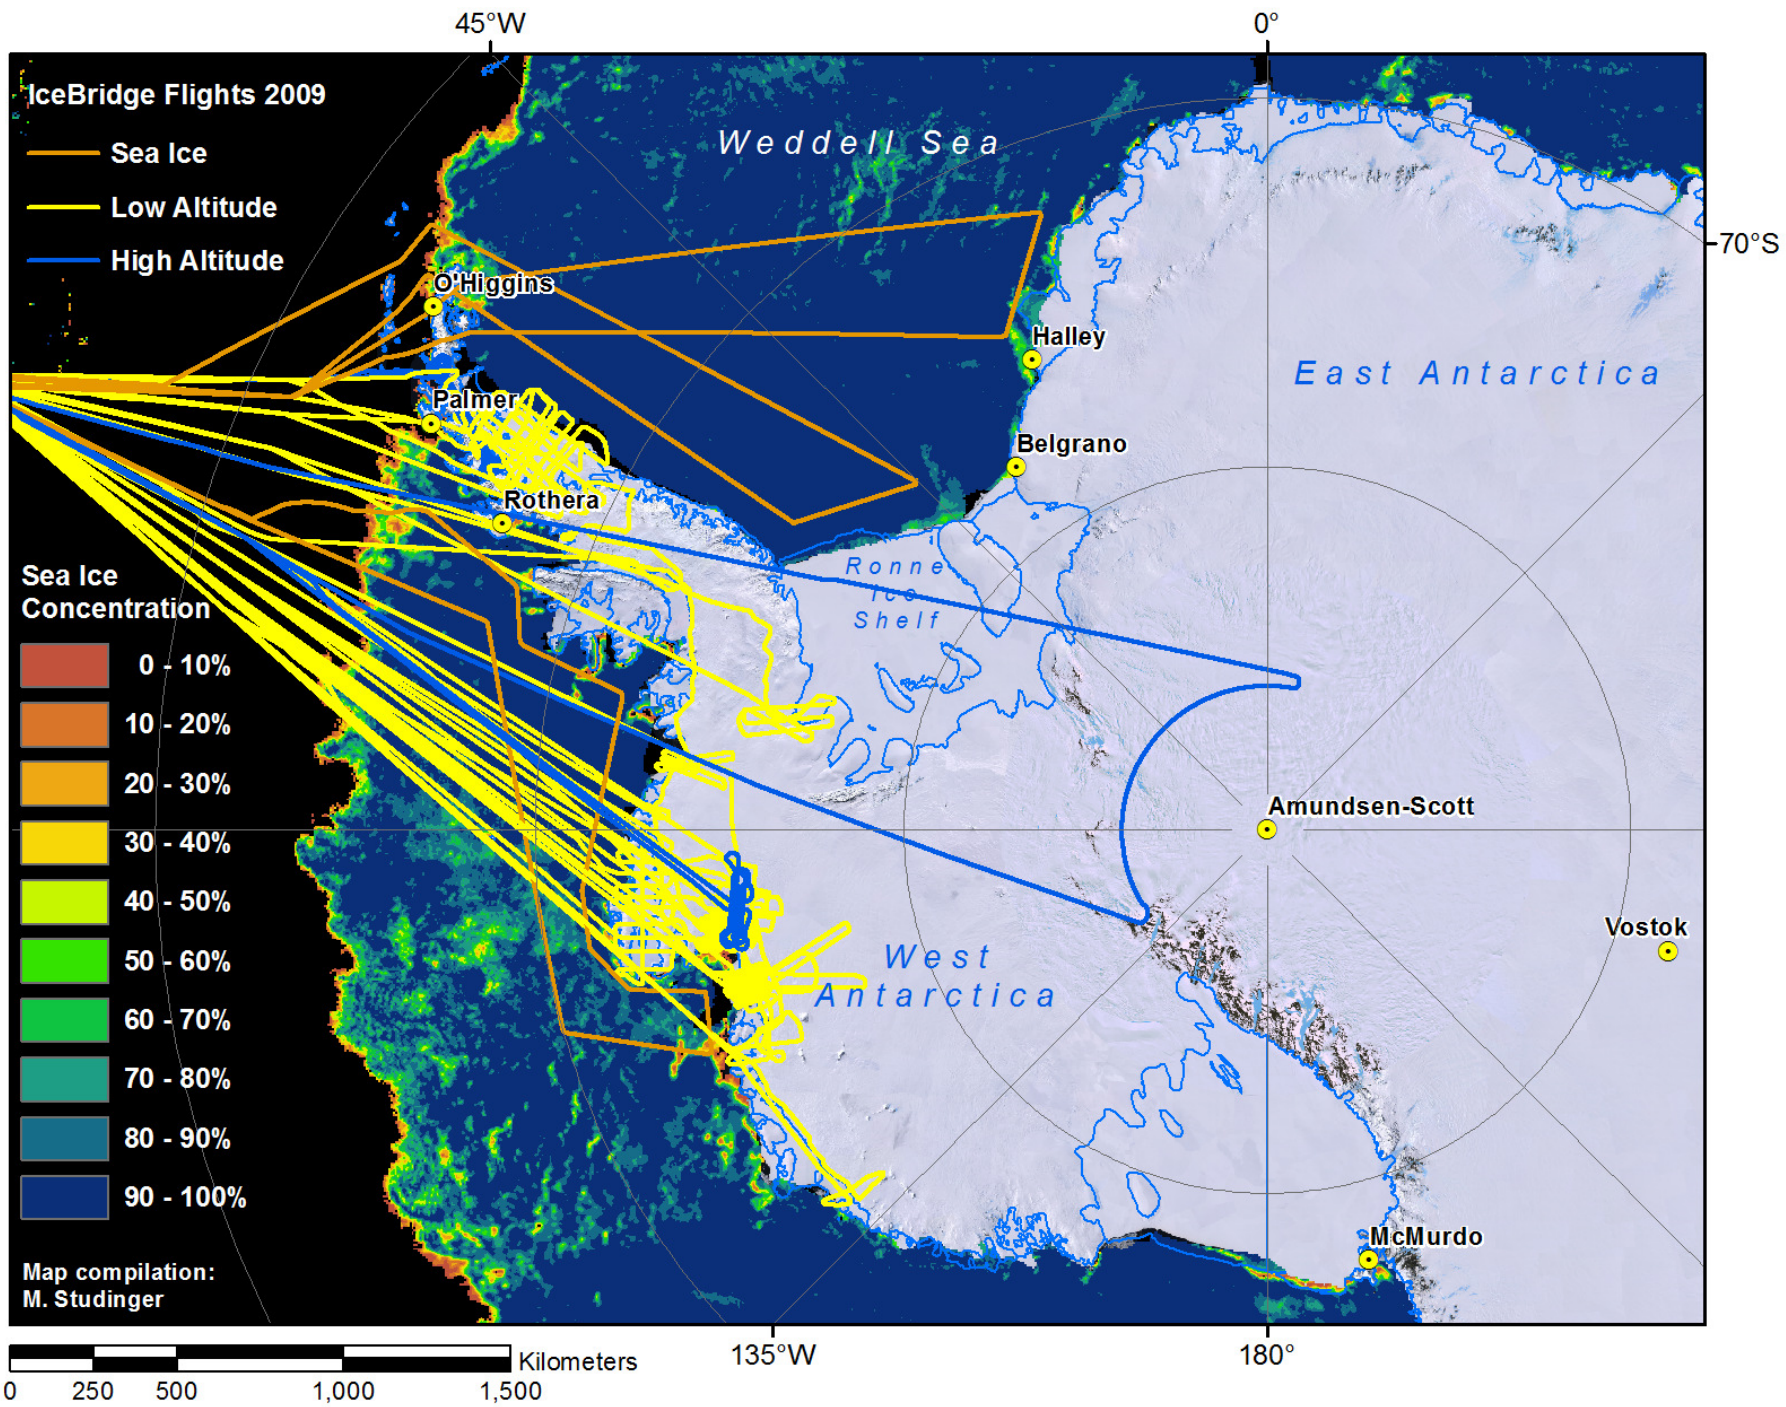 45°W
0°
IceBridge Flights 2009
Sea Ice
Low Altitude
High Altitude
Weddell Sea
70°S
O'Higgins
Halley
East Antarctica
Palmer
Belgrano
Rothera
Ronne
Ice
Shelf
Sea Ice
Concentration
0 - 10%
10 - 20%
20 - 30%
30 - 40%
40 - 50%
50 - 60%
60 - 70%
70 - 80%
80 - 90%
90 - 100%
Amundsen-Scott
Vostok
West
Antarctica
McMurdo
Map compilation:
M. Studinger
135°W
180°
Kilometers
0 250 500 1,000 1,500